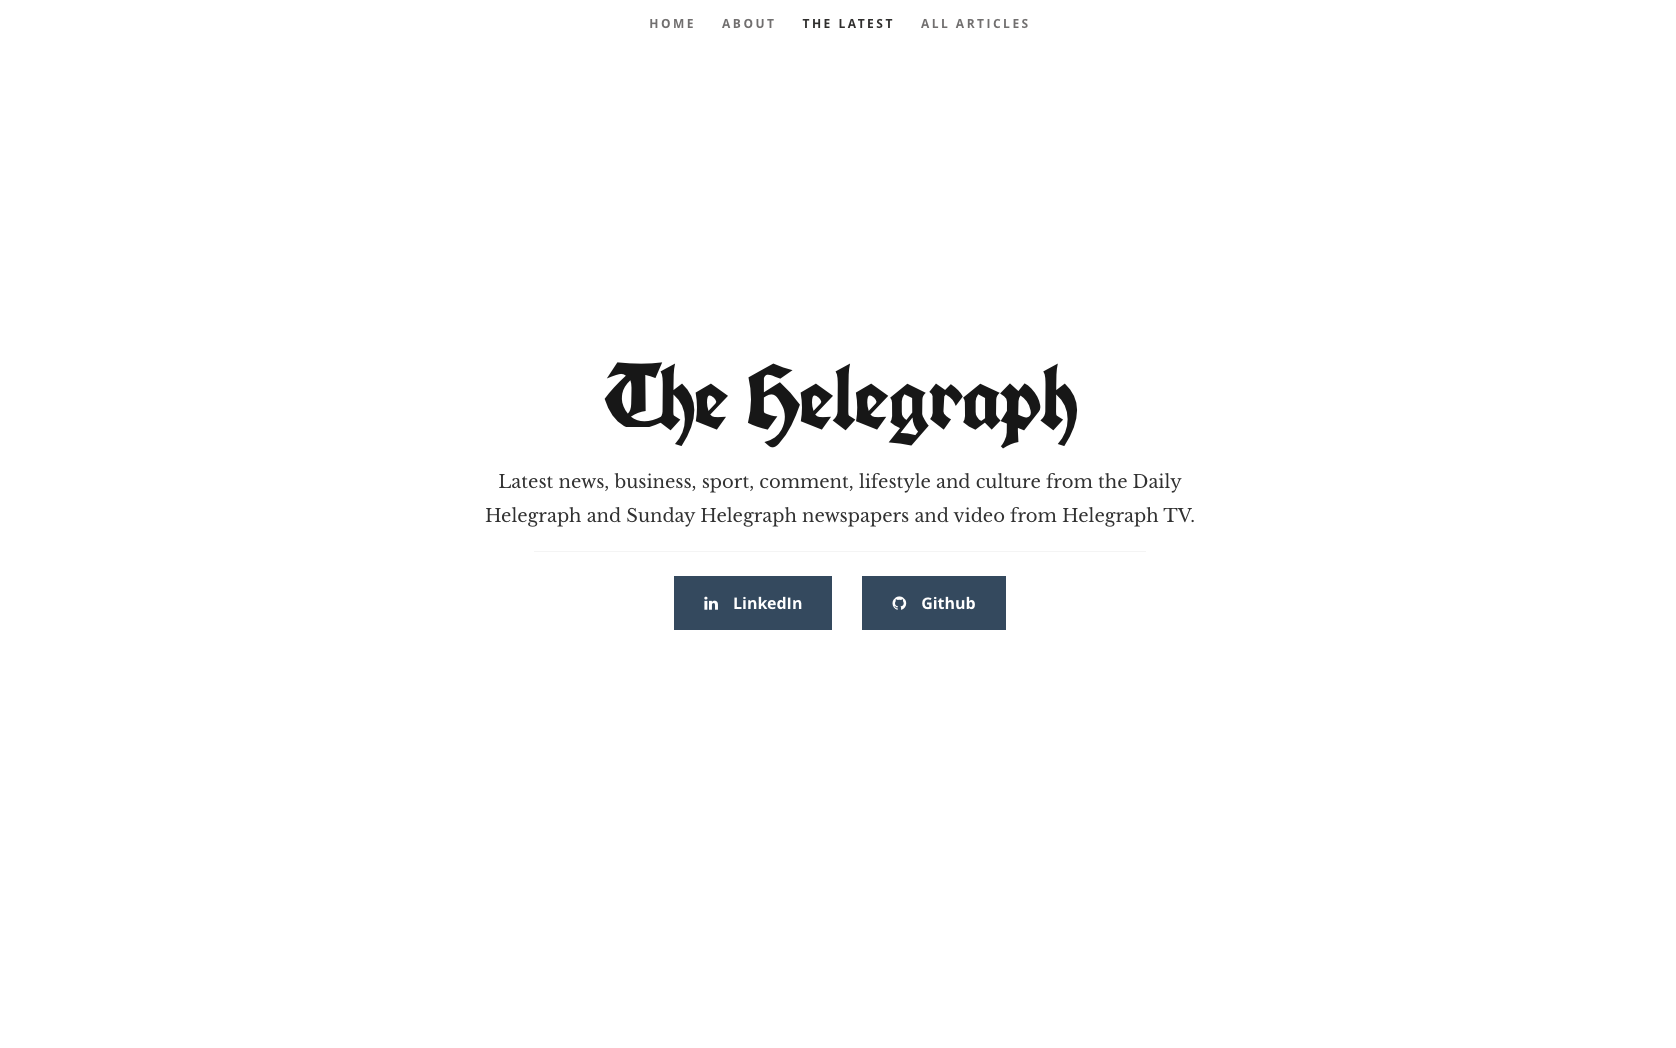 HOME ABOUT THE LATEST ALL ARTICLES
The Helegraph
Latest news, business, sport, comment, lifestyle and culture from the Daily
Helegraph and Sunday Helegraph newspapers and video from Helegraph TV.
LinkedIn Github